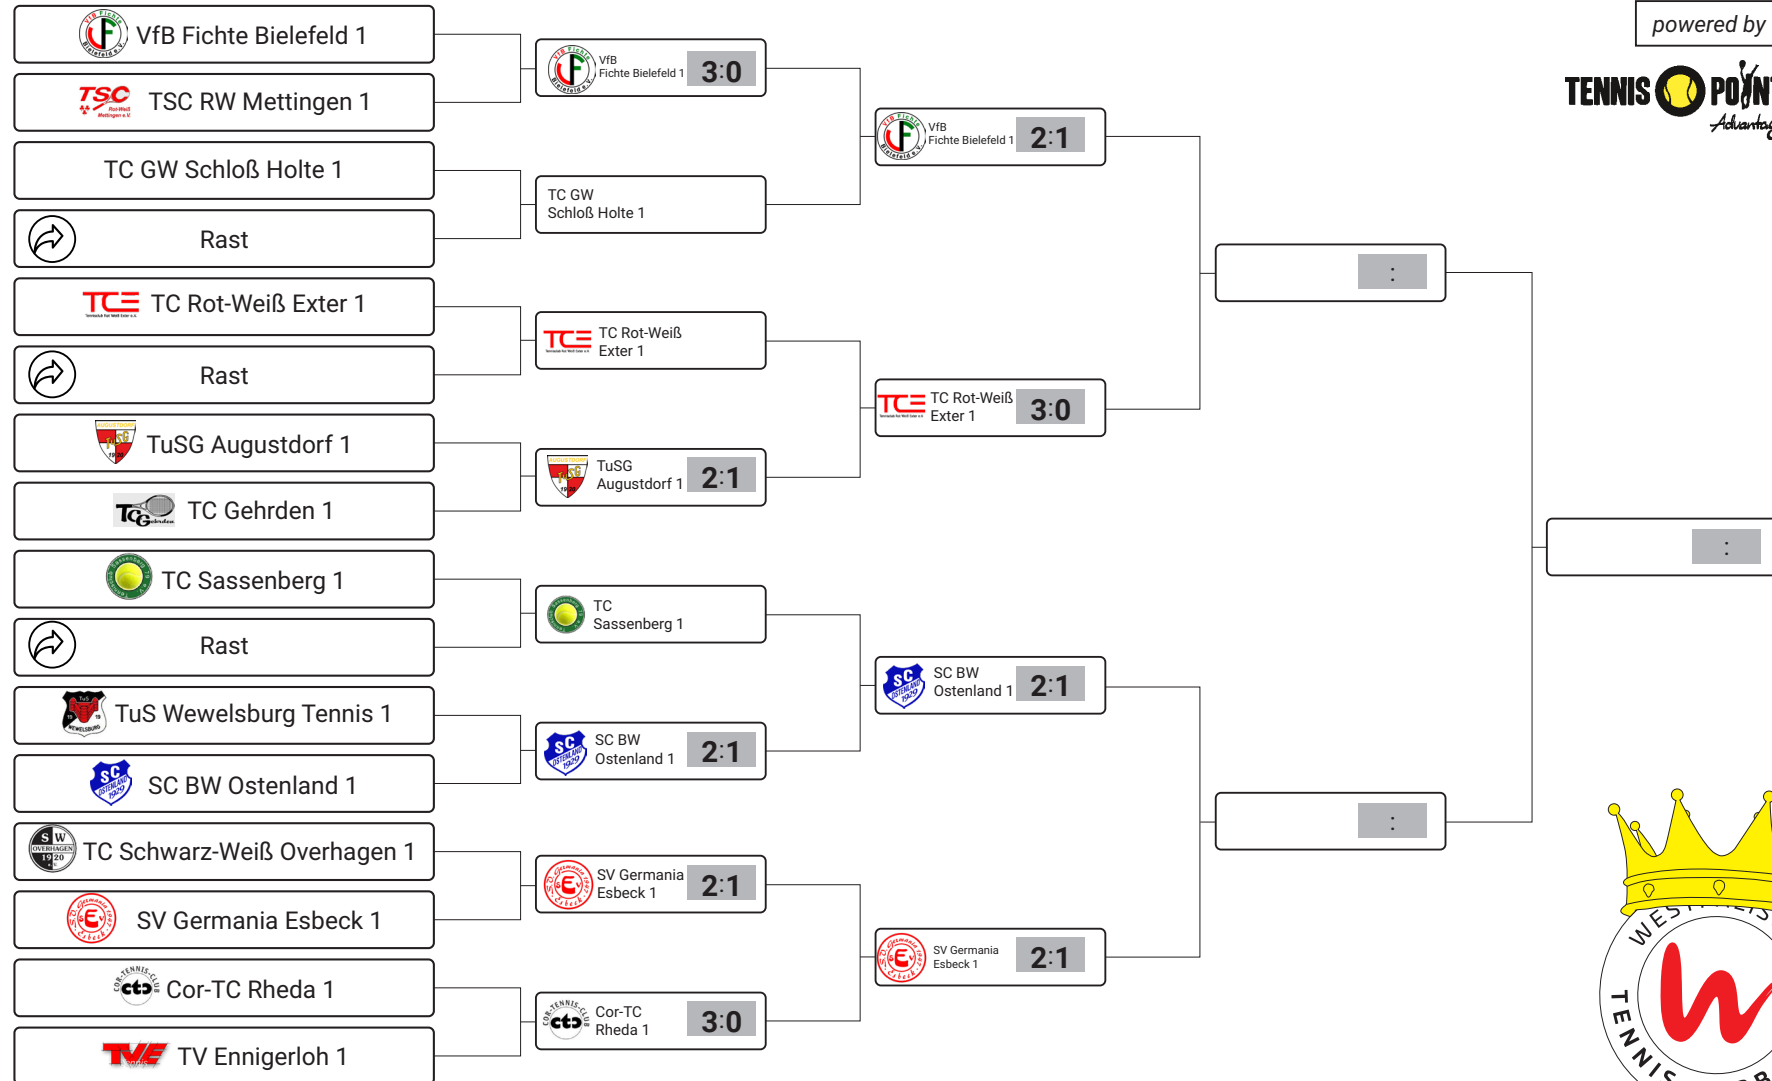 VfB Fichte Bielefeld 1
TSC RW Mettingen 1
TC GW Schloß Holte 1
Rast
TC Rot-Weiß Exter 1
Rast
TuSG Augustdorf 1
TC Gehrden 1
TC Sassenberg 1
Rast
TuS Wewelsburg Tennis 1
SC BW Ostenland 1
TC Schwarz-Weiß Overhagen 1
SV Germania Esbeck 1
Cor-TC Rheda 1
TV Ennigerloh 1
VfB
Fichte Bielefeld 1
3:0
TC GW
Schloß Holte 1
TC Rot-Weiß
Exter 1
TuSG
Augustdorf 1
2:1
TC
Sassenberg 1
SC BW
Ostenland 1
2:1
SV Germania
Esbeck 1
2:1
Cor-TC
Rheda 1
3:0
VfB
Fichte Bielefeld 1
2:1
TC Rot-Weiß
Exter 1
3:0
SC BW
Ostenland 1
2:1
SV Germania
Esbeck 1
2:1
:
:
:
powered by
TENNIS POINT